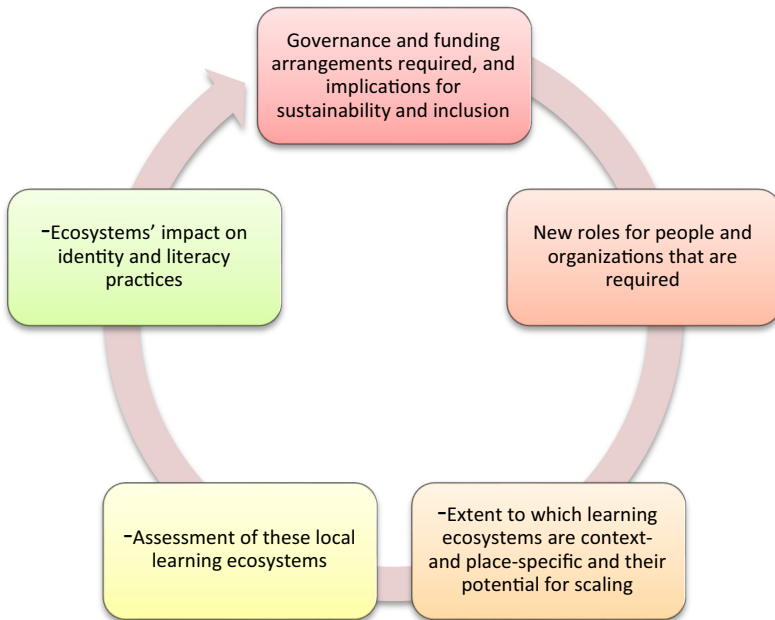 Governance and funding
arrangements required, and
implications for
sustainability and inclusion
New roles for people and
organizations that are
required
-Extent to which learning
ecosystems are context-
and place-specific and their
potential for scaling
-Assessment of these local
learning ecosystems
-Ecosystems’ impact on
identity and literacy
practices